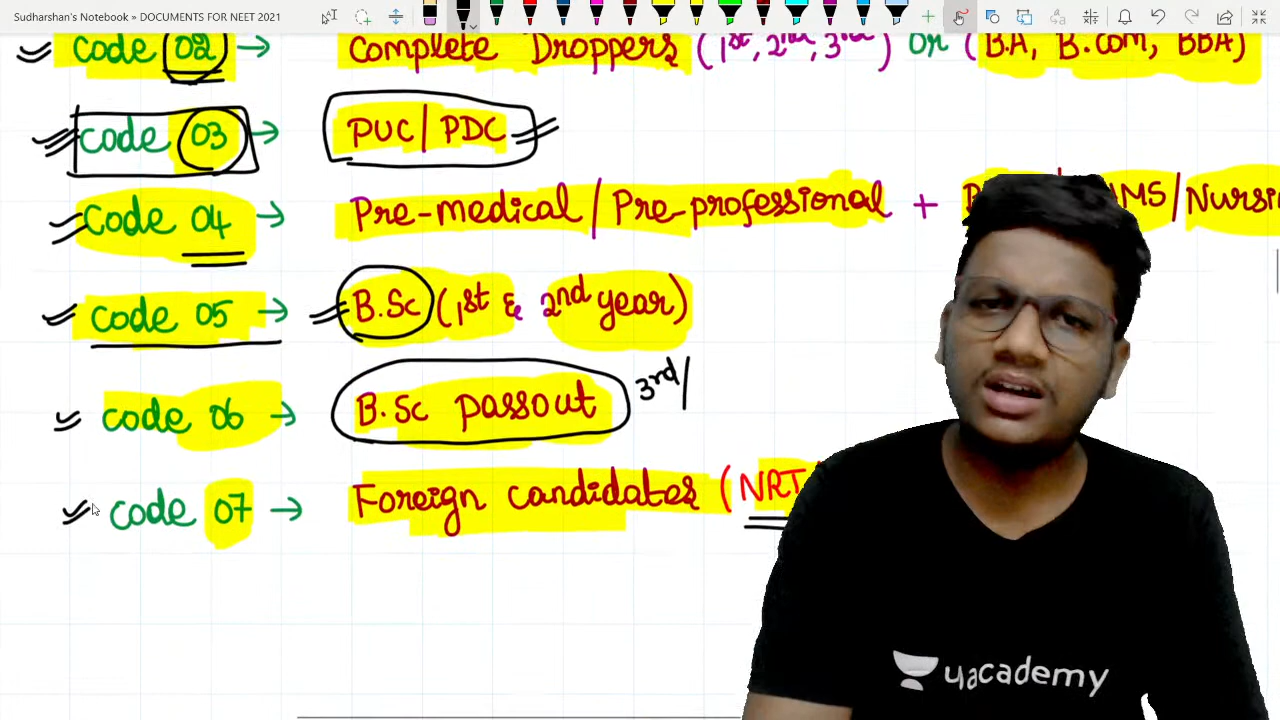 Sudharshan's Notebook » DOCUMENTS FOR NEET 2021
code 02 → Complete Droppers (1st, 2nd, 3rd) or (B.A, B.com, BBA)
code 03 → PUC/PDC
code 04 → Pre-medical/Pre-professional +
code 05 → B.Sc (1st & 2nd year)
code 06 → B.Sc passout 3rd/
code 07 → Foreign candidates (
unacademy